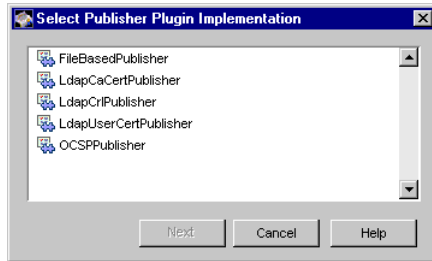 Select Publisher Plugin Implementation
FileBasedPublisher
LdapCaCertPublisher
LdapCrlPublisher
LdapUserCertPublisher
OCSPPublisher
Next Cancel Help